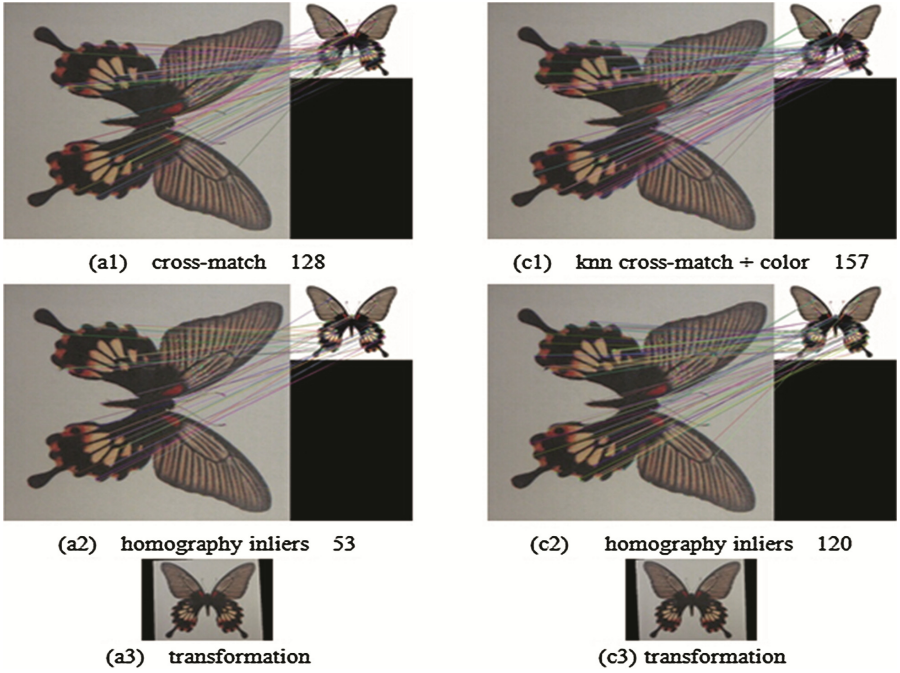 (a1) cross-match 128
(c1) knn cross-match ÷ color 157
(a2) homography inliers 53
(c2) homography inliers 120
(a3) transformation
(c3) transformation